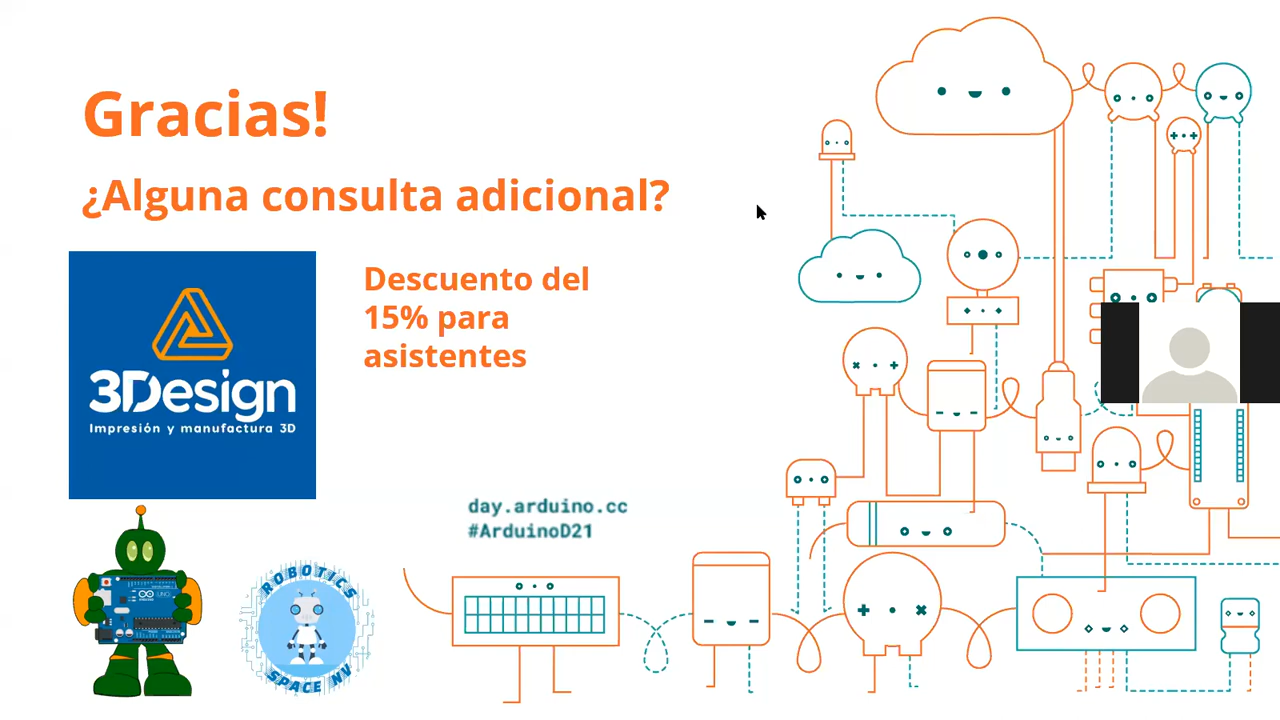 Gracias!
¿Alguna consulta adicional?
Descuento del
15% para
asistentes
3Design
Impresión y manufactura 3D
day.arduino.cc
#ArduinoD21
ROBOTICS
SPACE NV